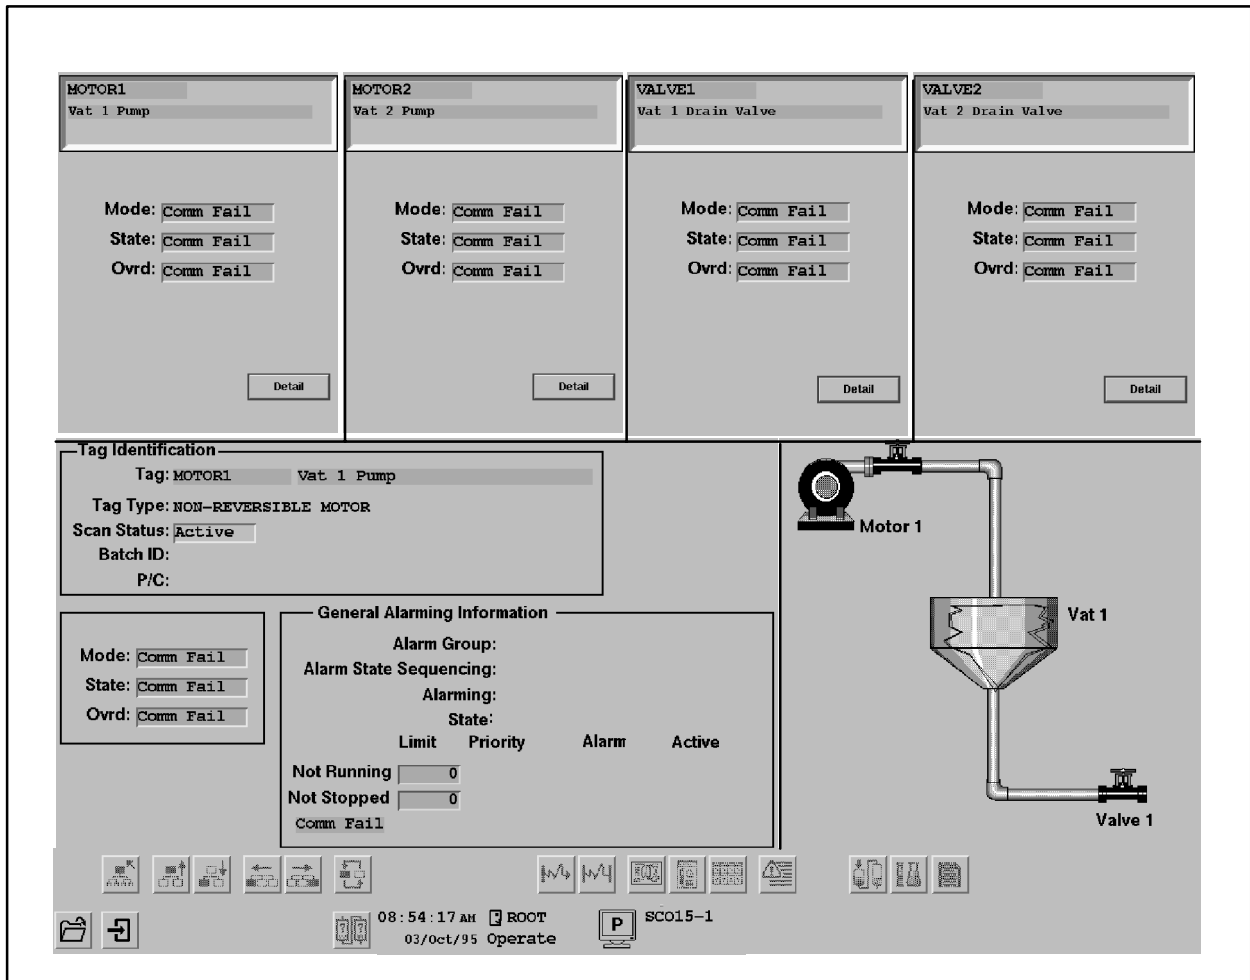 MOTOR1
Vat 1 Pump
Mode: Comm Fail
State: Comm Fail
Ovrd: Comm Fail
Detail
MOTOR2
Vat 2 Pump
Mode: Comm Fail
State: Comm Fail
Ovrd: Comm Fail
Detail
VALVE1
Vat 1 Drain Valve
Mode: Comm Fail
State: Comm Fail
Ovrd: Comm Fail
Detail
VALVE2
Vat 2 Drain Valve
Mode: Comm Fail
State: Comm Fail
Ovrd: Comm Fail
Detail
Tag Identification
Tag: MOTOR1 Vat 1 Pump
Tag Type: NON-REVERSIBLE MOTOR
Scan Status: Active
Batch ID:
P/C:
Mode: Comm Fail
State: Comm Fail
Ovrd: Comm Fail
General Alarming Information
Alarm Group:
Alarm State Sequencing:
Alarming:
State:
Limit Priority Alarm Active
Not Running 0
Not Stopped 0
Comm Fail
Motor 1
Vat 1
Valve 1
08:54:17 AM ROOT
03/Oct/95 Operate
P
SCO15-1